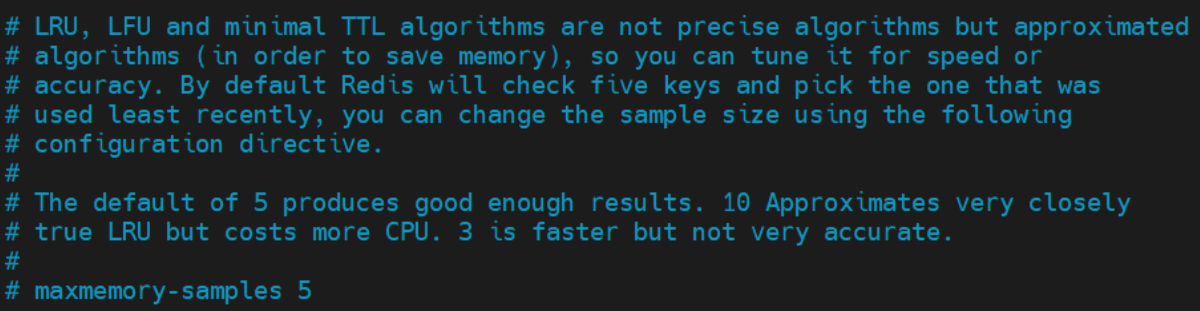 # LRU, LFU and minimal TTL algorithms are not precise algorithms but approximated
# algorithms (in order to save memory), so you can tune it for speed or
# accuracy. By default Redis will check five keys and pick the one that was
# used least recently, you can change the sample size using the following
# configuration directive.
#
# The default of 5 produces good enough results. 10 Approximates very closely
# true LRU but costs more CPU. 3 is faster but not very accurate.
#
# maxmemory-samples 5